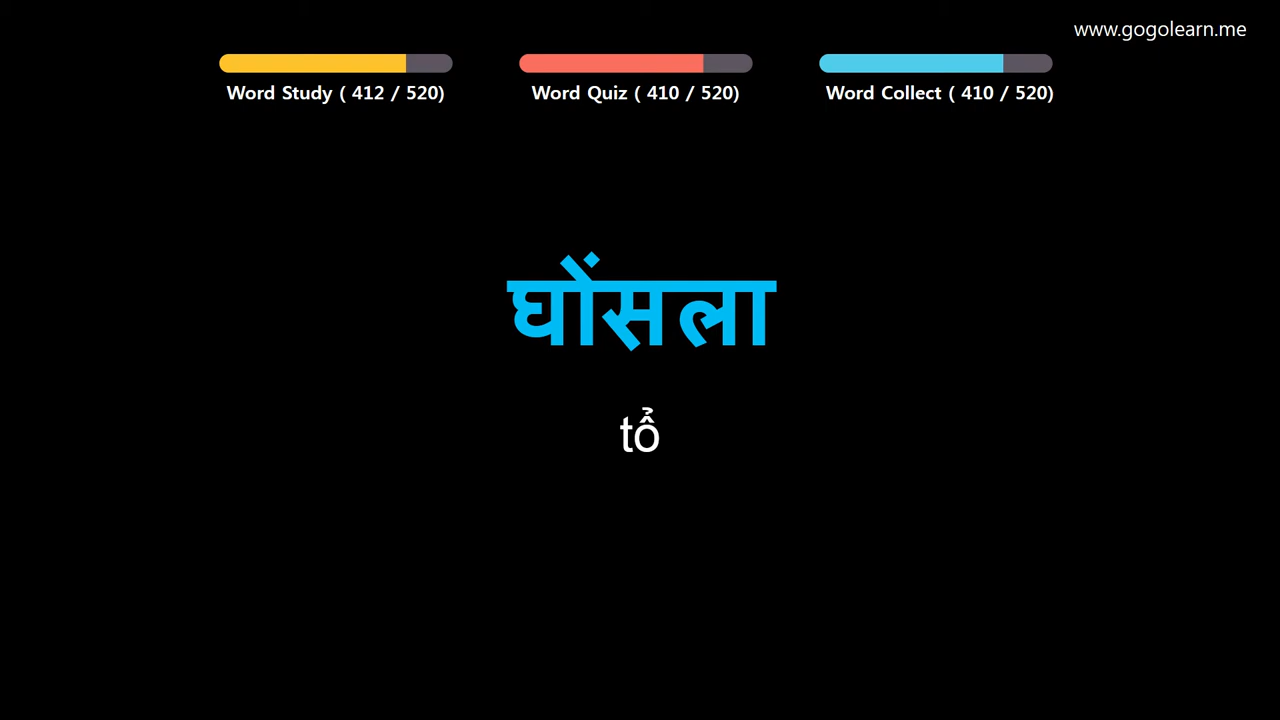 www.gogolearn.me
Word Study ( 412 / 520)
Word Quiz ( 410 / 520)
Word Collect ( 410 / 520)
घोंसला
tổ